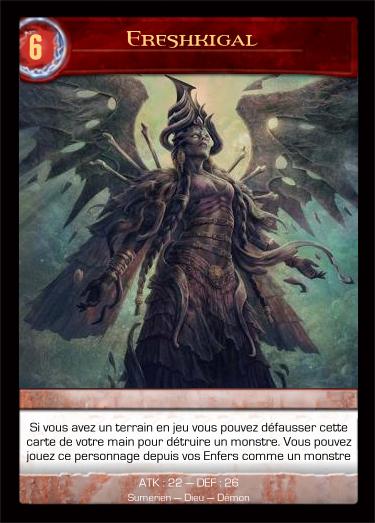 6
Ereshkigal
Si vous avez un terrain en jeu vous pouvez défausser cette
carte de votre main pour détruire un monstre. Vous pouvez
jouez ce personnage depuis vos Enfers comme un monstre
ATK : 22 — DEF : 26
Sumerien — Dieu — Démon